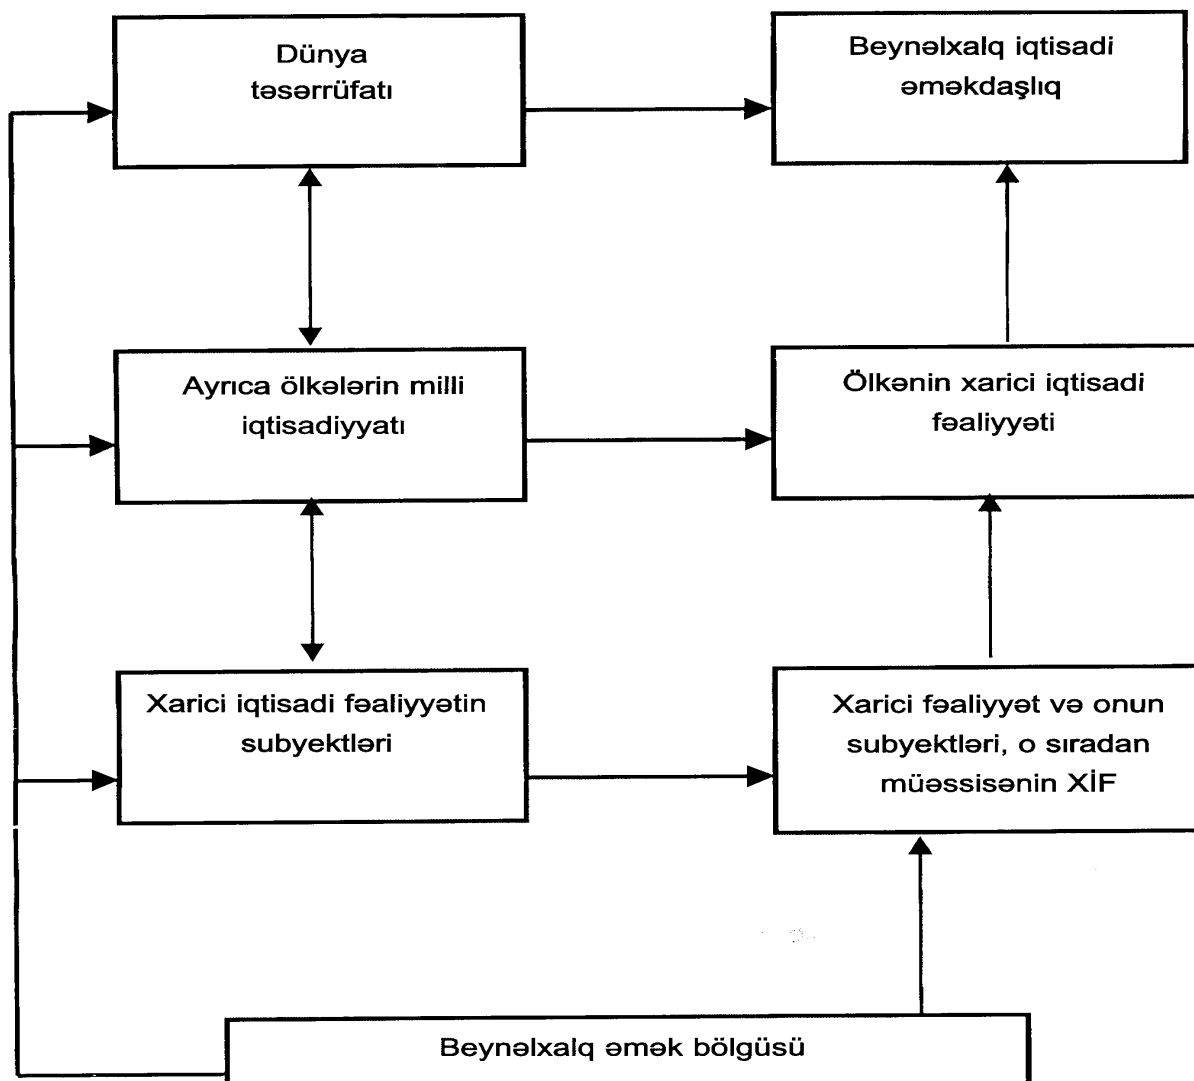 Dünya
təsərrüfatı
Beynəlxalq iqtisadi
əməkdaşlıq
Ayrıca ölkələrin milli
iqtisadiyyatı
Ölkənin xarici iqtisadi
fəaliyyəti
Xarici iqtisadi fəaliyyətin
subyektləri
Xarici fəaliyyət və onun
subyektləri, o sıradan
müəssisənin XİF
Beynəlxalq əmək bölgüsü